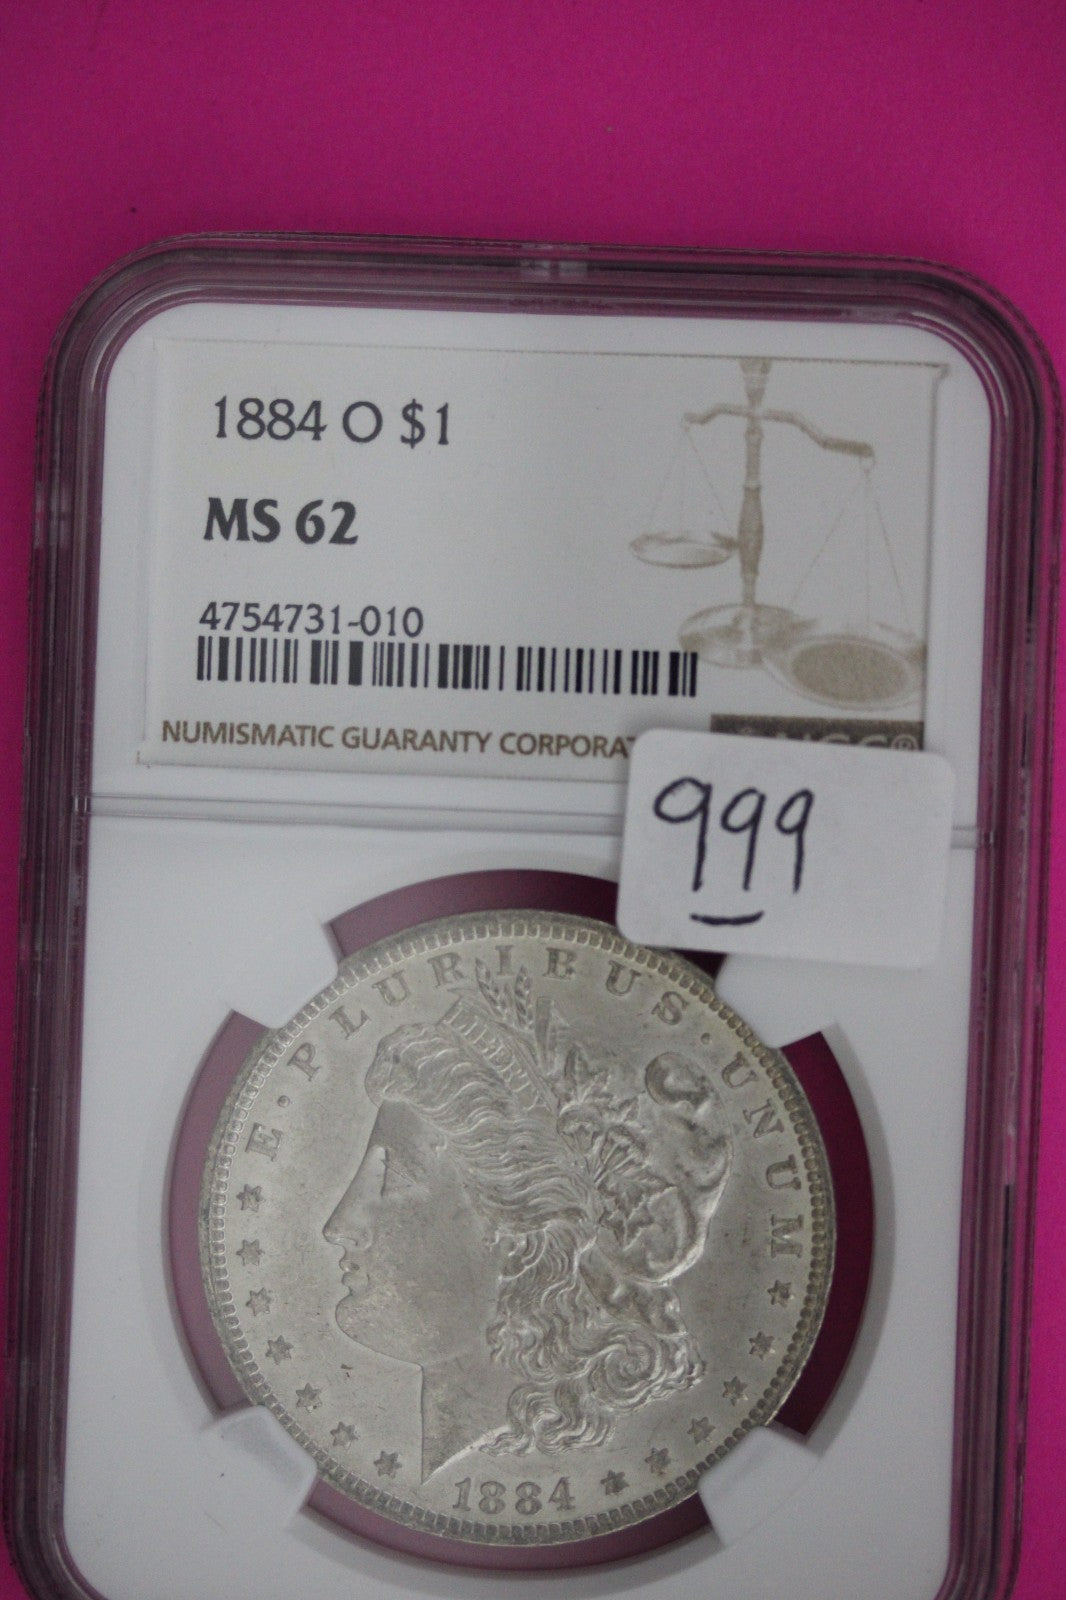 1884 O $1
MS 62
4754731-010
NUMISMATIC GUARANTY CORPORAT
999
E · PLURIBUS · UNUM
LIBERTY
1884